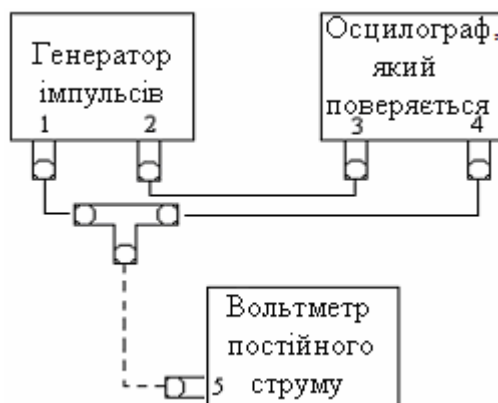 Генератор
імпульсів
1
2
Осцилограф,
який
поверяється
3
4
Вольтметр
постійного
струму
5